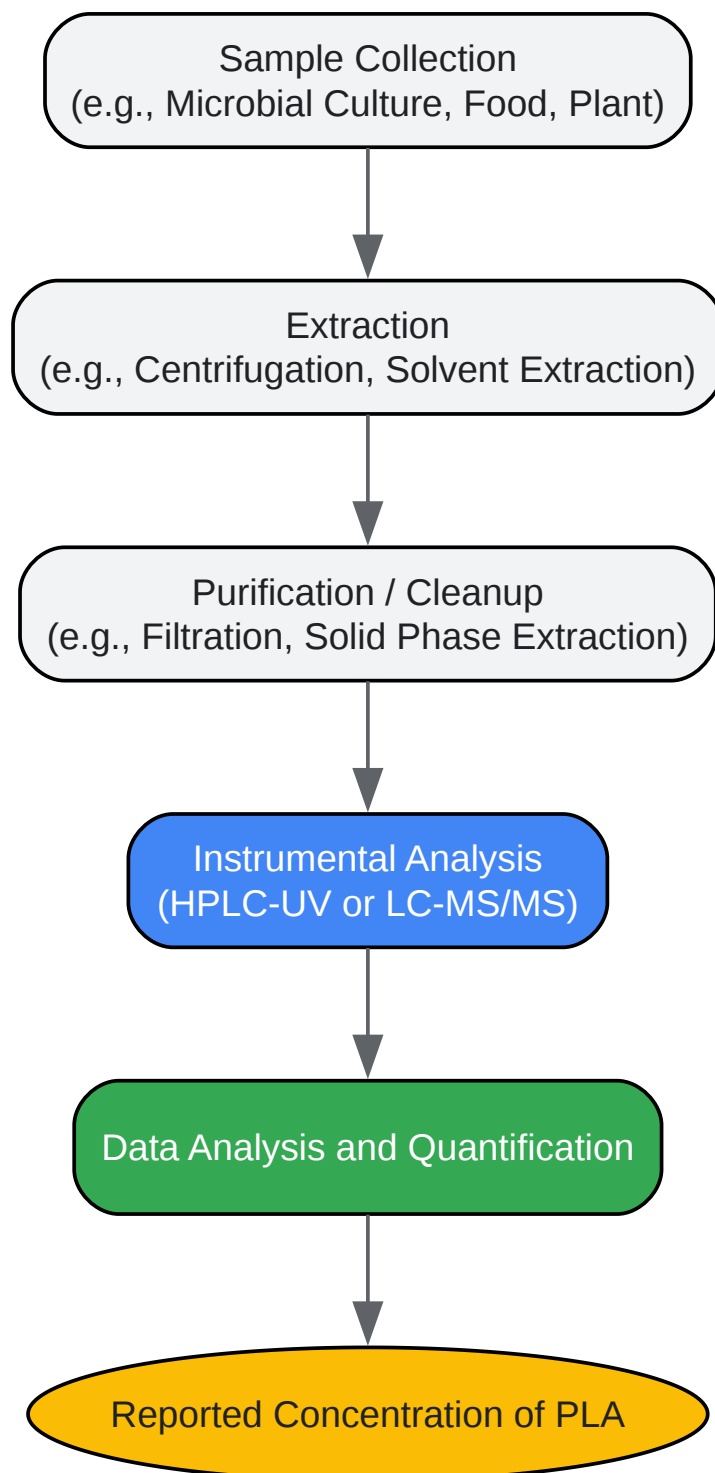 Sample Collection
(e.g., Microbial Culture, Food, Plant)
Extraction
(e.g., Centrifugation, Solvent Extraction)
Purification / Cleanup
(e.g., Filtration, Solid Phase Extraction)
Instrumental Analysis
(HPLC-UV or LC-MS/MS)
Data Analysis and Quantification
Reported Concentration of PLA